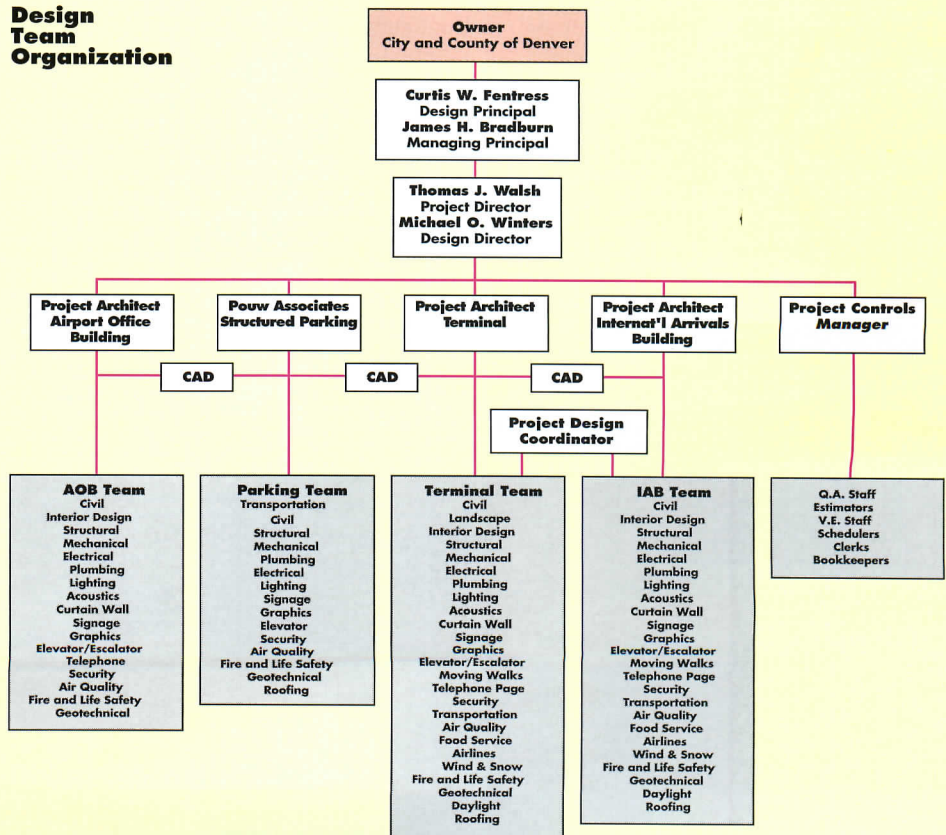 Design
Team
Organization
Owner
City and County of Denver
Curtis W. Fentress
Design Principal
James H. Bradburn
Managing Principal
Thomas J. Walsh
Project Director
Michael O. Winters
Design Director
Project Architect
Airport Office
Building
Pouw Associates
Structured Parking
Project Architect
Terminal
Project Architect
Internat'l Arrivals
Building
Project Controls
Manager
CAD
CAD
CAD
Project Design
Coordinator
AOB Team
Civil
Interior Design
Structural
Mechanical
Electrical
Plumbing
Lighting
Acoustics
Curtain Wall
Signage
Graphics
Elevator/Escalator
Telephone
Security
Air Quality
Fire and Life Safety
Geotechnical
Parking Team
Transportation
Civil
Structural
Mechanical
Plumbing
Electrical
Lighting
Signage
Graphics
Elevator
Security
Air Quality
Fire and Life Safety
Geotechnical
Roofing
Terminal Team
Civil
Landscape
Interior Design
Structural
Mechanical
Electrical
Plumbing
Lighting
Acoustics
Curtain Wall
Signage
Graphics
Elevator/Escalator
Moving Walks
Telephone Page
Security
Transportation
Air Quality
Food Service
Airlines
Wind & Snow
Fire and Life Safety
Geotechnical
Daylight
Roofing
IAB Team
Civil
Interior Design
Structural
Mechanical
Electrical
Plumbing
Lighting
Acoustics
Curtain Wall
Signage
Graphics
Elevator/Escalator
Moving Walks
Telephone Page
Security
Transportation
Air Quality
Food Service
Airlines
Wind & Snow
Fire and Life Safety
Geotechnical
Daylight
Roofing
Q.A. Staff
Estimators
V.E. Staff
Schedulers
Clerks
Bookkeepers